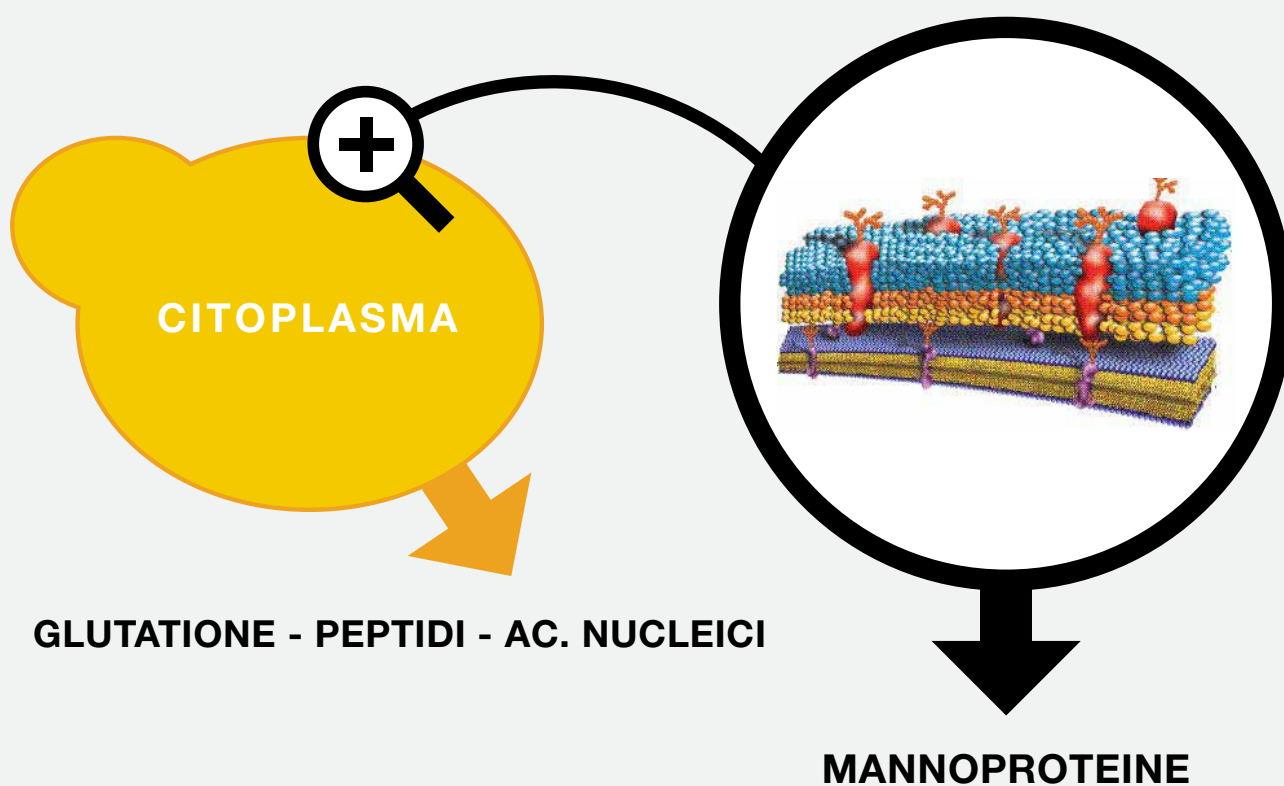 CITOPLASMA
GLUTATIONE - PEPTIDI - AC. NUCLEICI
MANNOPROTEINE